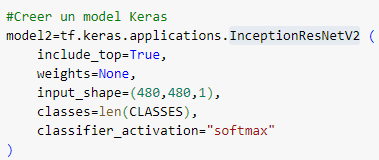 #Creer un model Keras
model2=tf.keras.applications.InceptionResNetV2 (
    include_top=True,
    weights=None,
    input_shape=(480,480,1),
    classes=len(CLASSES),
    classifier_activation="softmax"
)